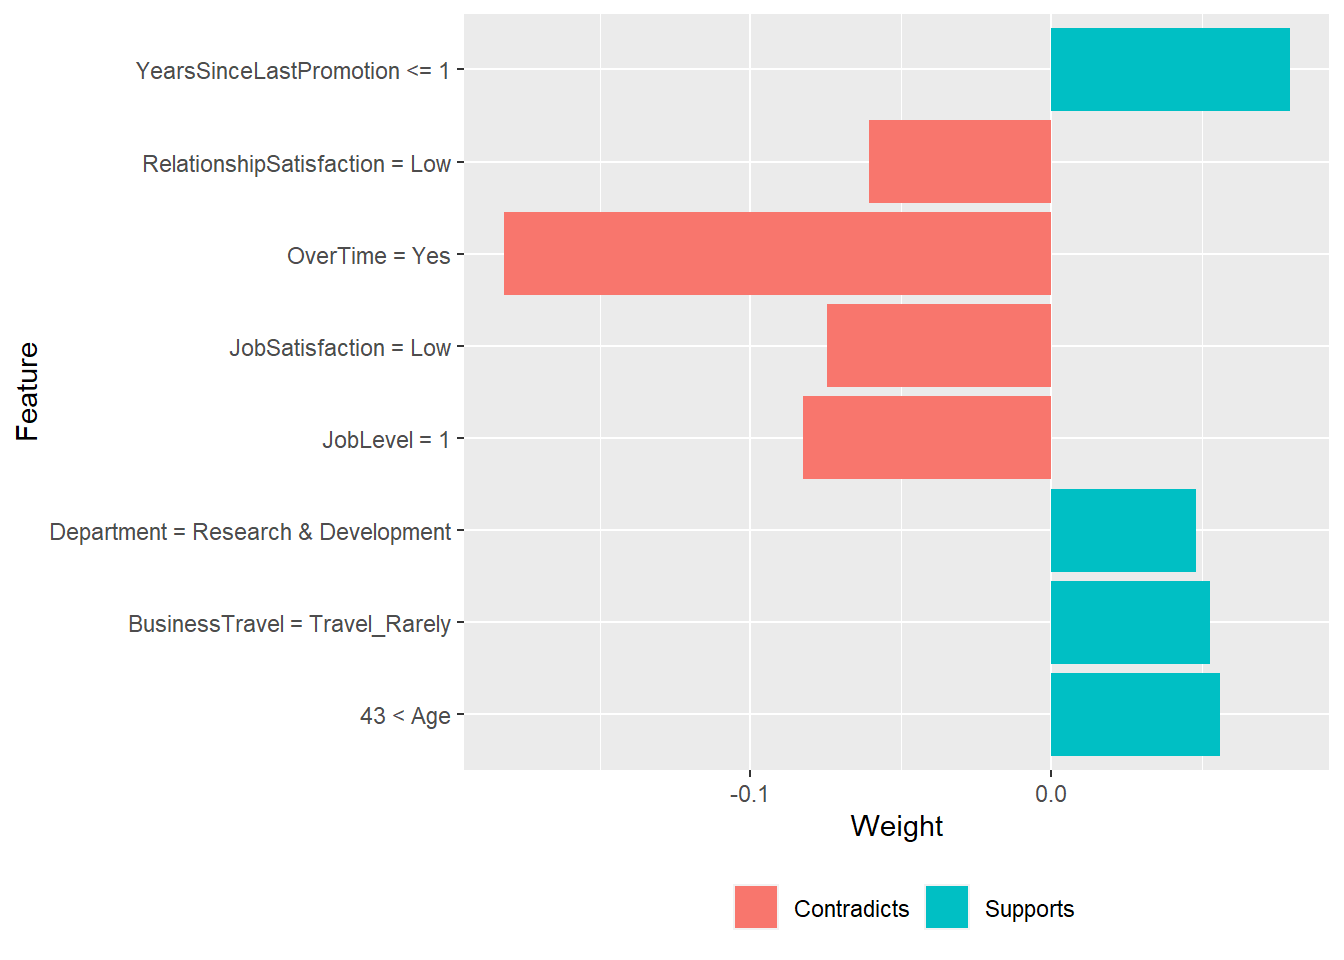 YearsSinceLastPromotion <= 1
RelationshipSatisfaction = Low
OverTime = Yes
JobSatisfaction = Low
JobLevel = 1
Department = Research & Development
BusinessTravel = Travel_Rarely
43 < Age
Feature
-0.1 0.0
Weight
Contradicts Supports